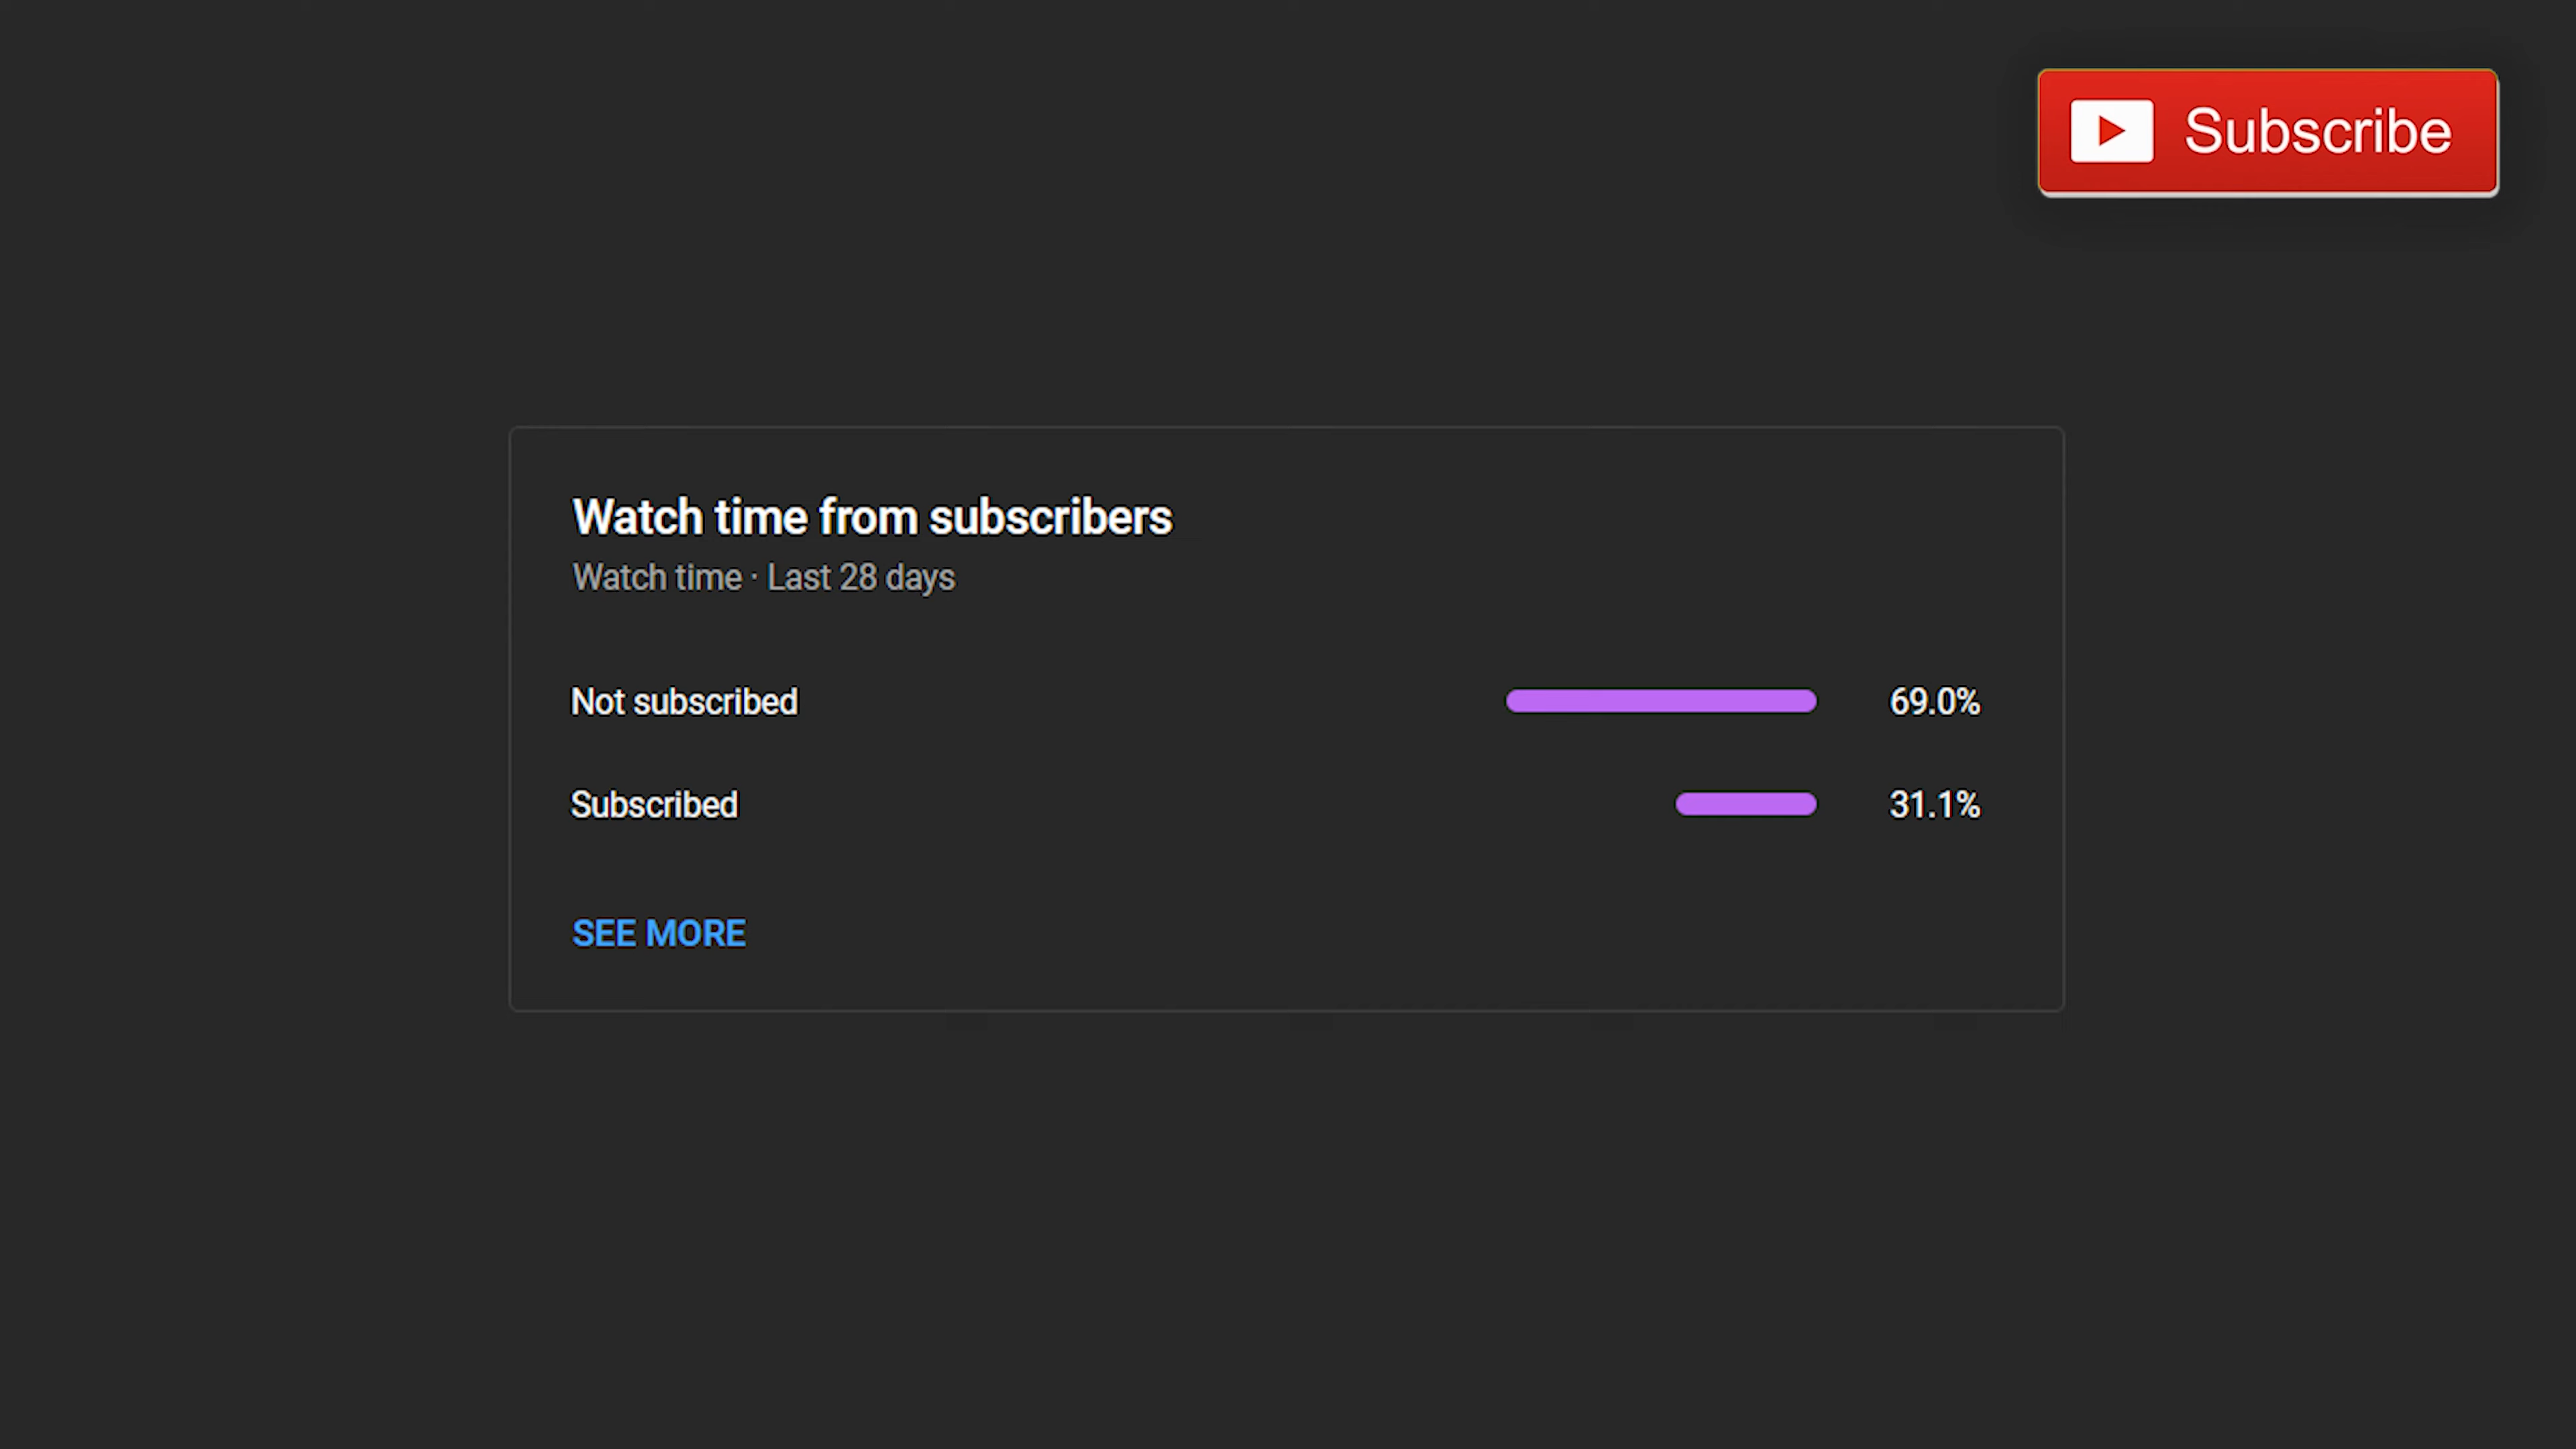 Subscribe
Watch time from subscribers
Watch time · Last 28 days
Not subscribed 69.0%
Subscribed 31.1%
SEE MORE